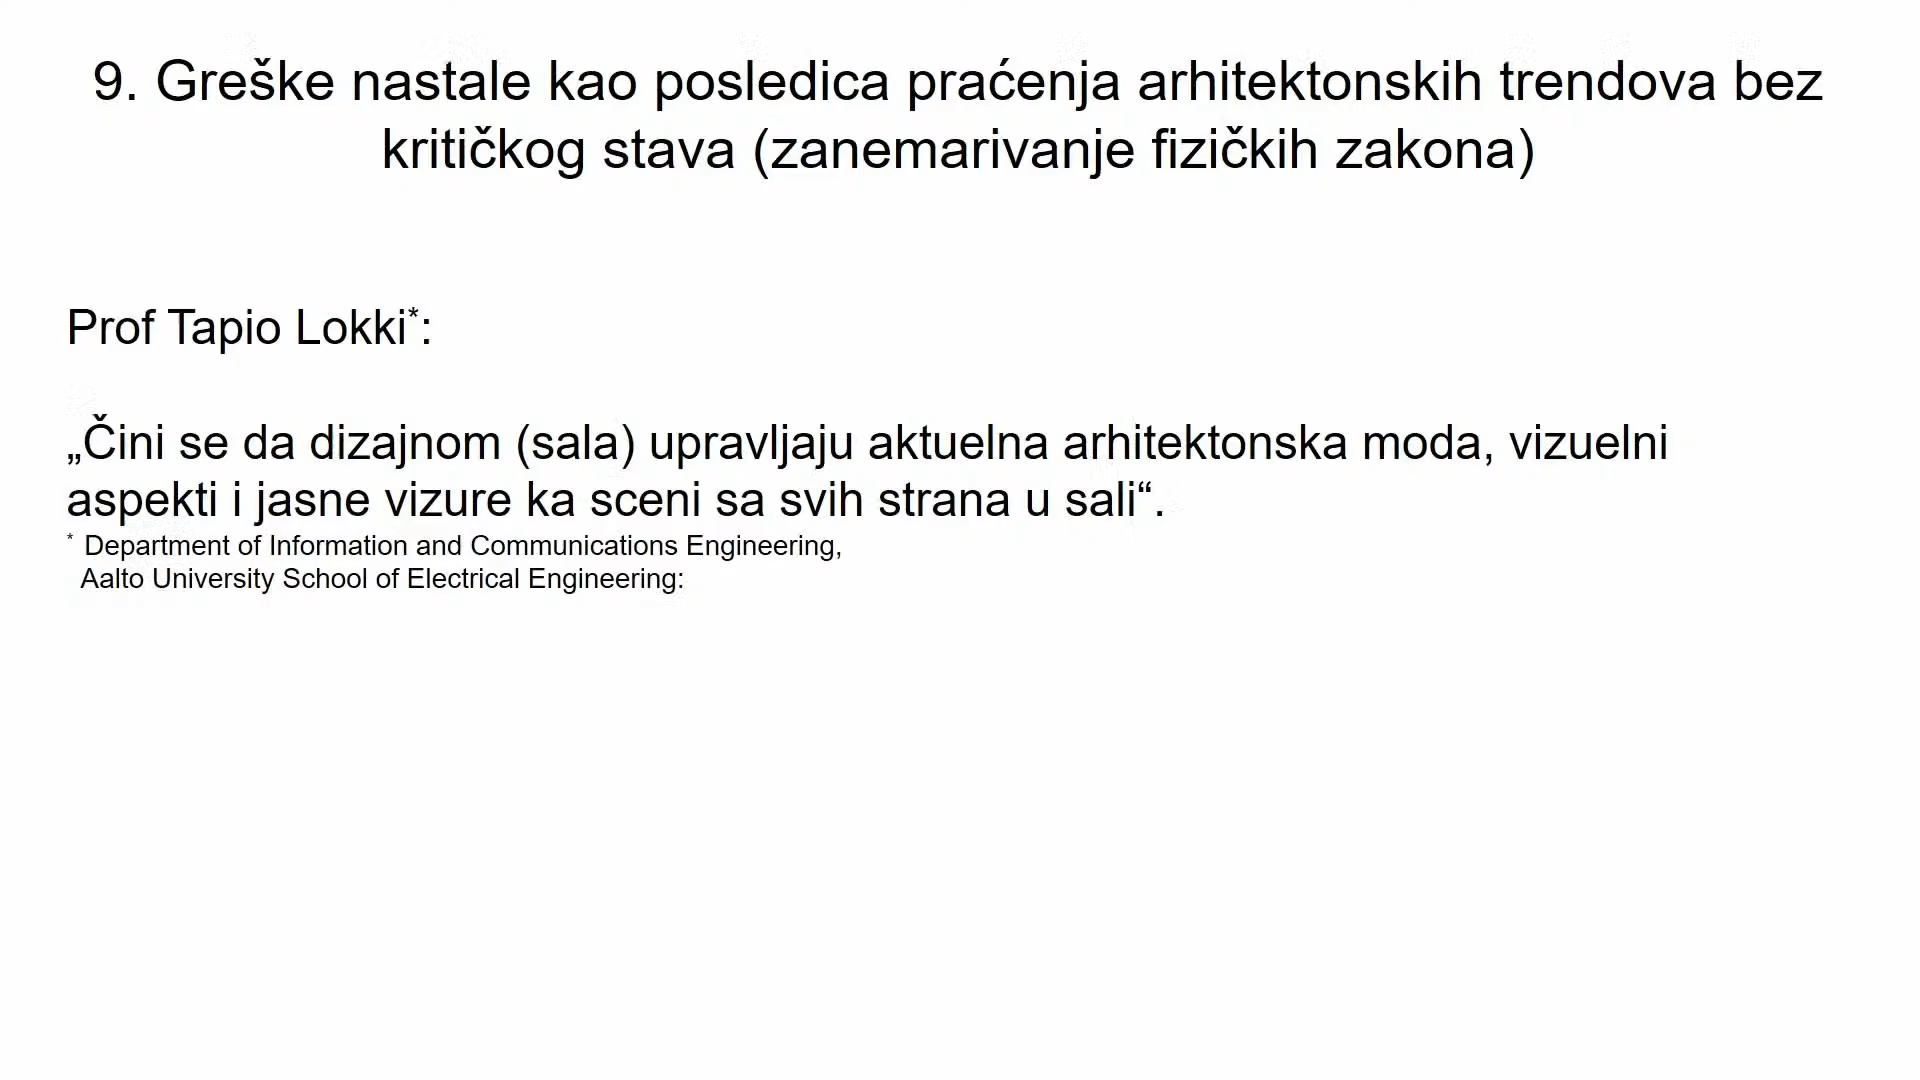 9. Greške nastale kao posledica praćenja arhitektonskih trendova bez
kritičkog stava (zanemarivanje fizičkih zakona)
Prof Tapio Lokki*:
„Čini se da dizajnom (sala) upravljaju aktuelna arhitektonska moda, vizuelni
aspekti i jasne vizure ka sceni sa svih strana u sali“.
* Department of Information and Communications Engineering,
Aalto University School of Electrical Engineering: